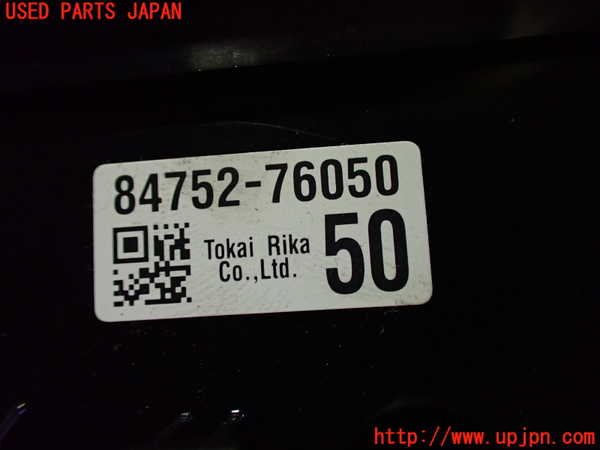 USED PARTS JAPAN
84752-76050
Tokai Rika
Co.,Ltd.
50
http://www.upjpn.com/